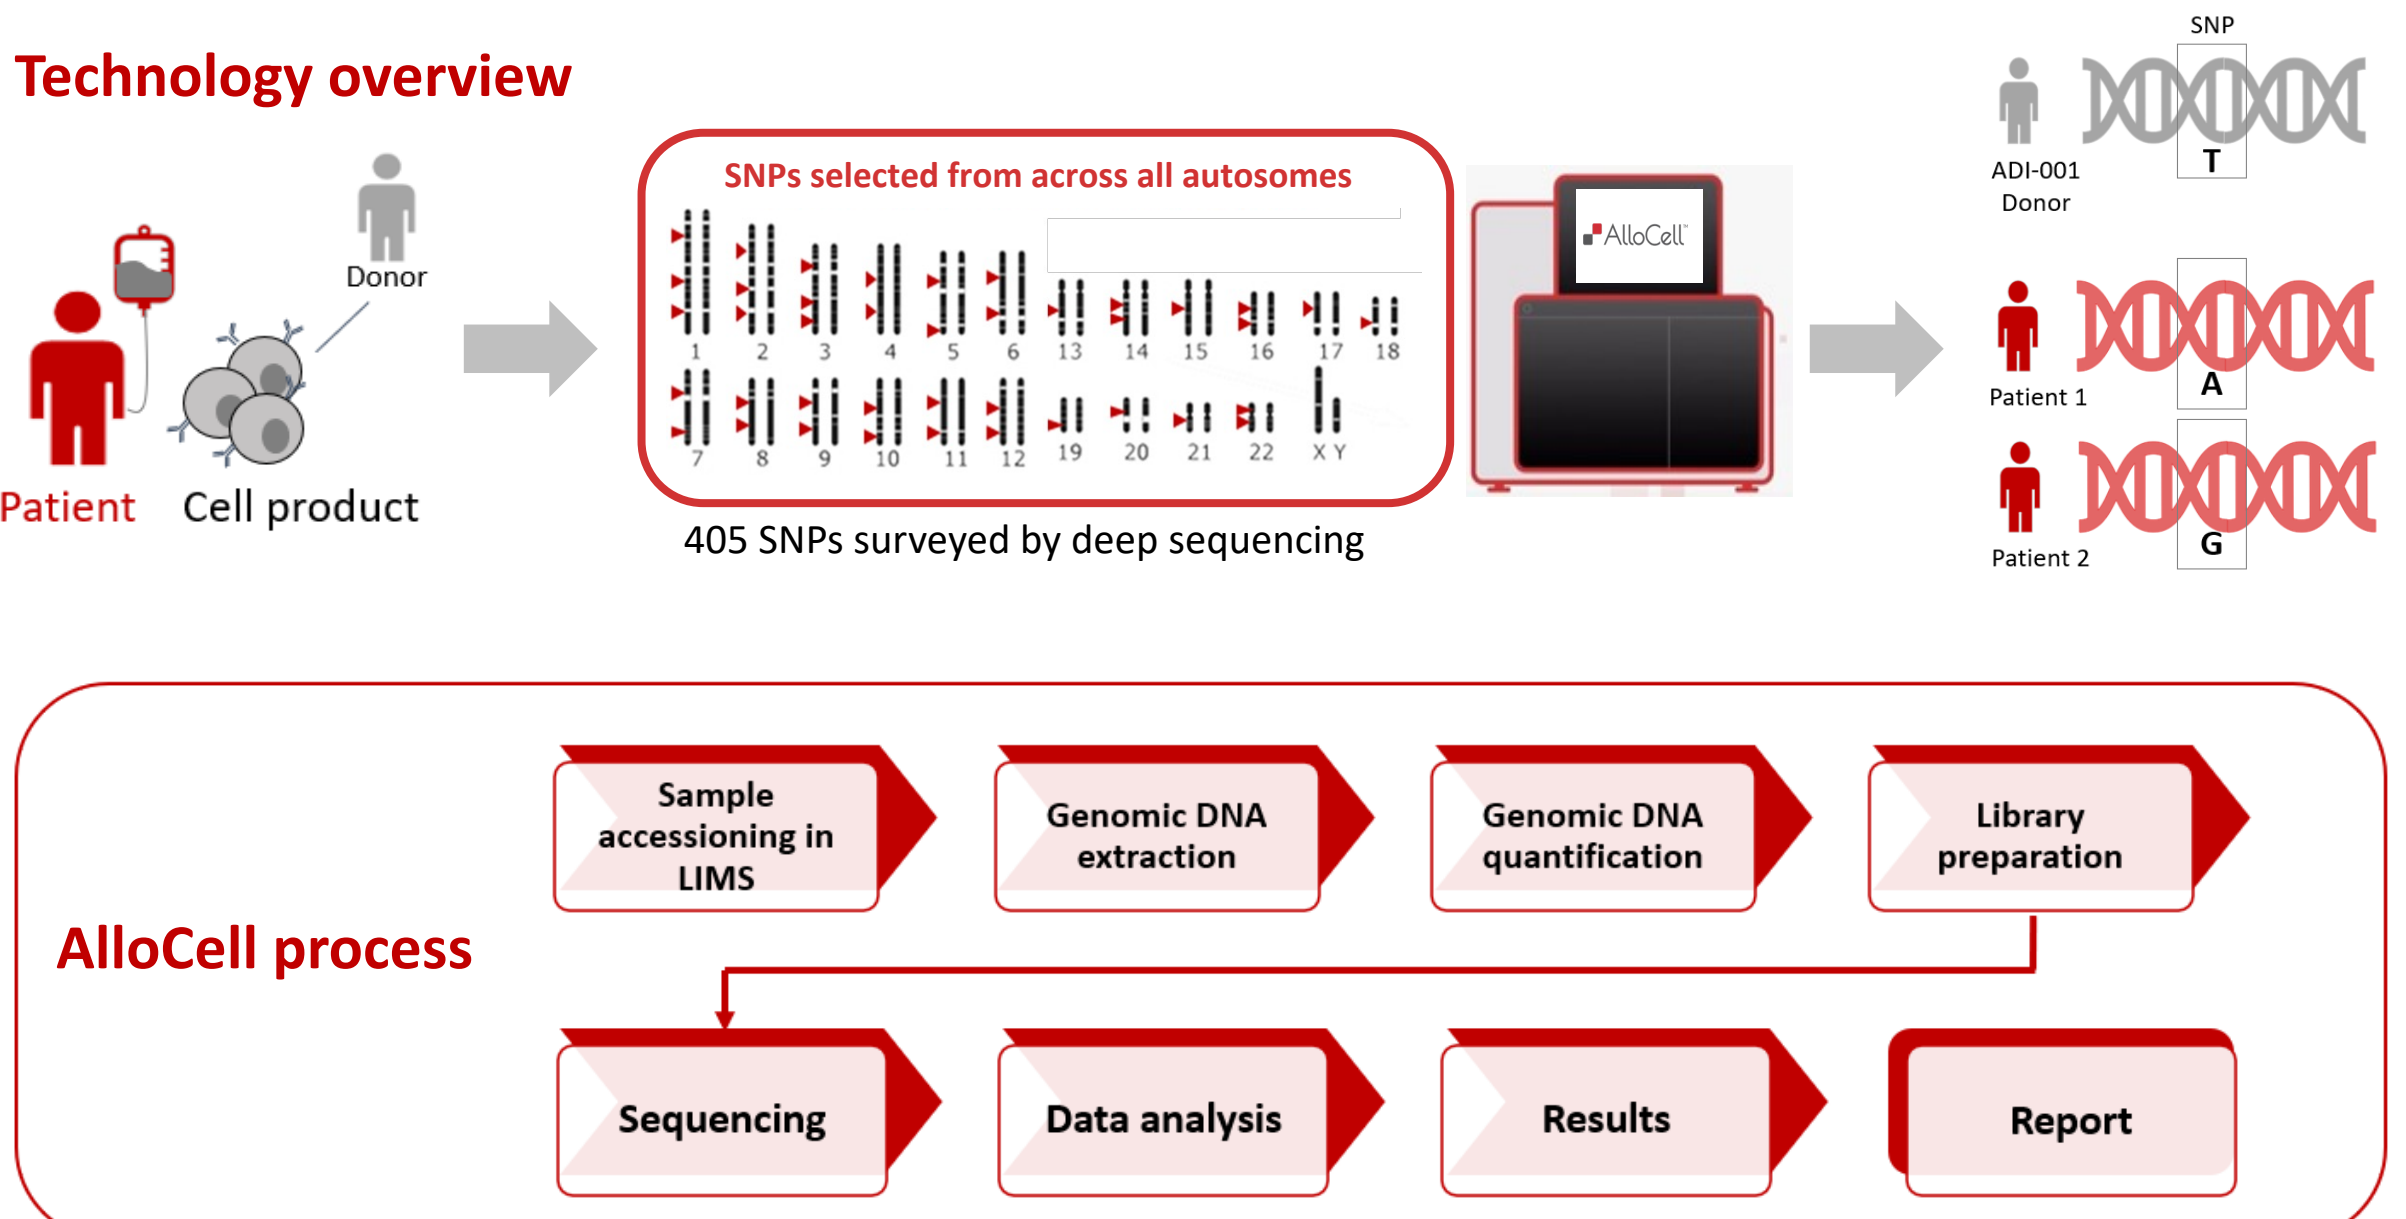 Technology overview
Donor
Patient
Cell product
SNPs selected from across all autosomes
1 2 3 4 5 6 13 14 15 16 17 18
7 8 9 10 11 12 19 20 21 22 X Y
405 SNPs surveyed by deep sequencing
AlloCell™
SNP
T
ADI-001
Donor
A
Patient 1
G
Patient 2
AlloCell process
Sample
accessioning in
LIMS
Genomic DNA
extraction
Genomic DNA
quantification
Library
preparation
Sequencing
Data analysis
Results
Report